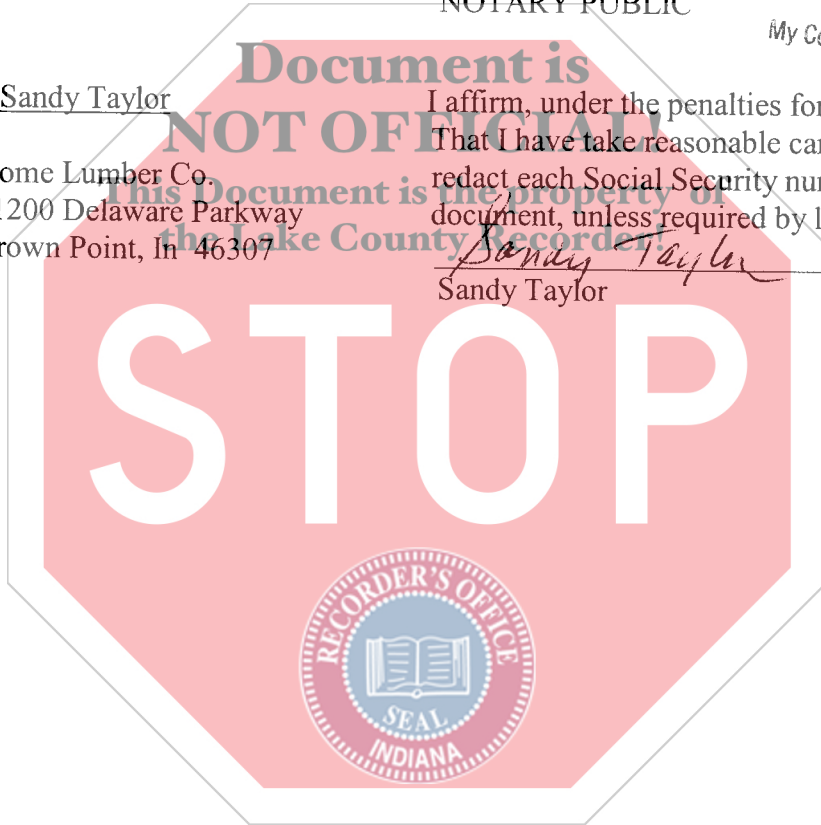 NOTARY PUBLIC
My
Document is
NOT OFFICIAL!
This Document is the property of
the Lake County Recorder!
Sandy Taylor
ome Lumber Co.
1200 Delaware Parkway
rown Point, In 46307
I affirm, under the penalties for
That I have take reasonable car
redact each Social Security nu
document, unless required by l
Sandy Taylor
Sandy Taylor
STOP
RECORDER'S OFFICE
SEAL
INDIANA